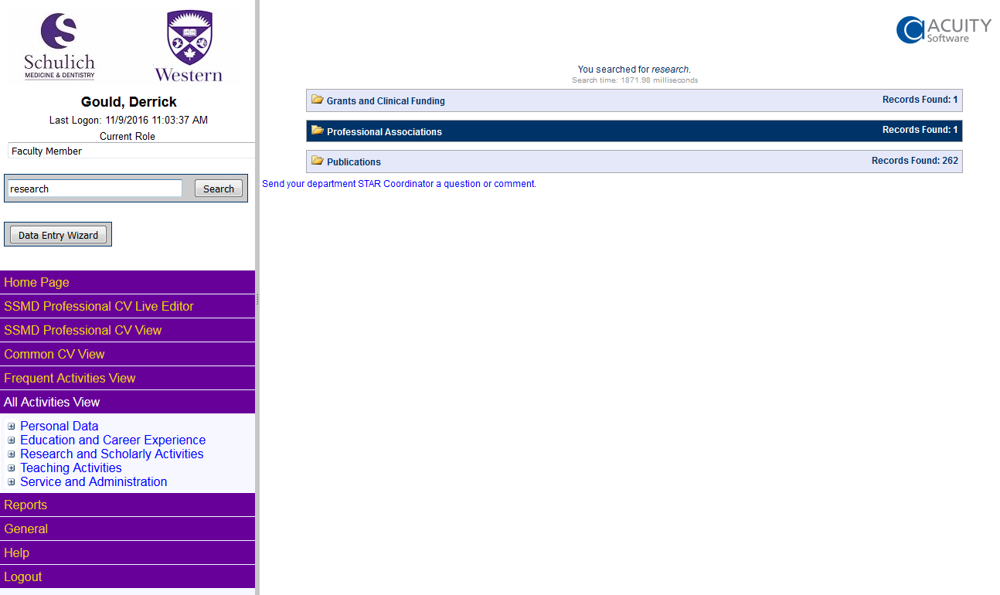 Schulich
MEDICINE & DENTISTRY
Western
Gould, Derrick
Last Logon: 11/9/2016 11:03:37 AM
Current Role
Faculty Member
research
Search
Data Entry Wizard
Home Page
SSMD Professional CV Live Editor
SSMD Professional CV View
Common CV View
Frequent Activities View
All Activities View
Personal Data
Education and Career Experience
Research and Scholarly Activities
Teaching Activities
Service and Administration
Reports
General
Help
Logout
ACUITY
Software
You searched for research.
Search time: 1871.98 milliseconds
Grants and Clinical Funding Records Found: 1
Professional Associations Records Found: 1
Publications Records Found: 262
Send your department STAR Coordinator a question or comment.